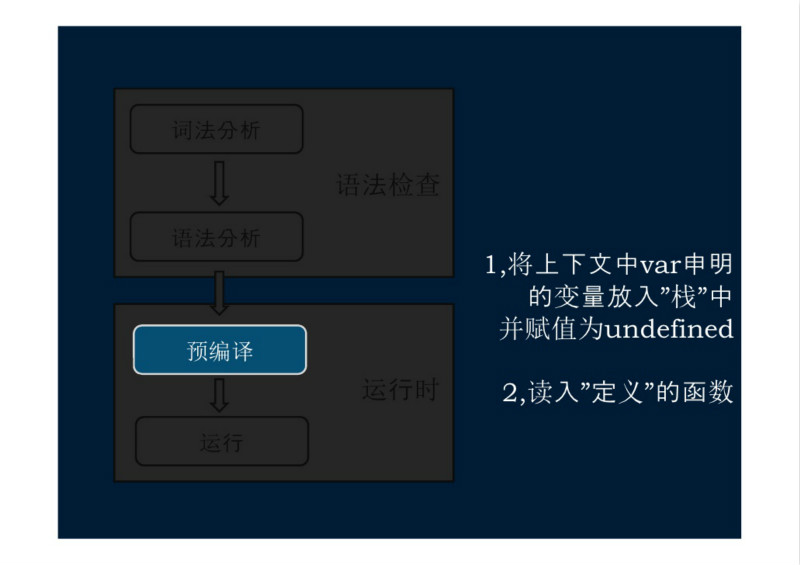 词法分析
语法检查
语法分析
预编译
运行时
运行
1,将上下文中var申明
的变量放入”栈”中
并赋值为undefined
2,读入”定义”的函数